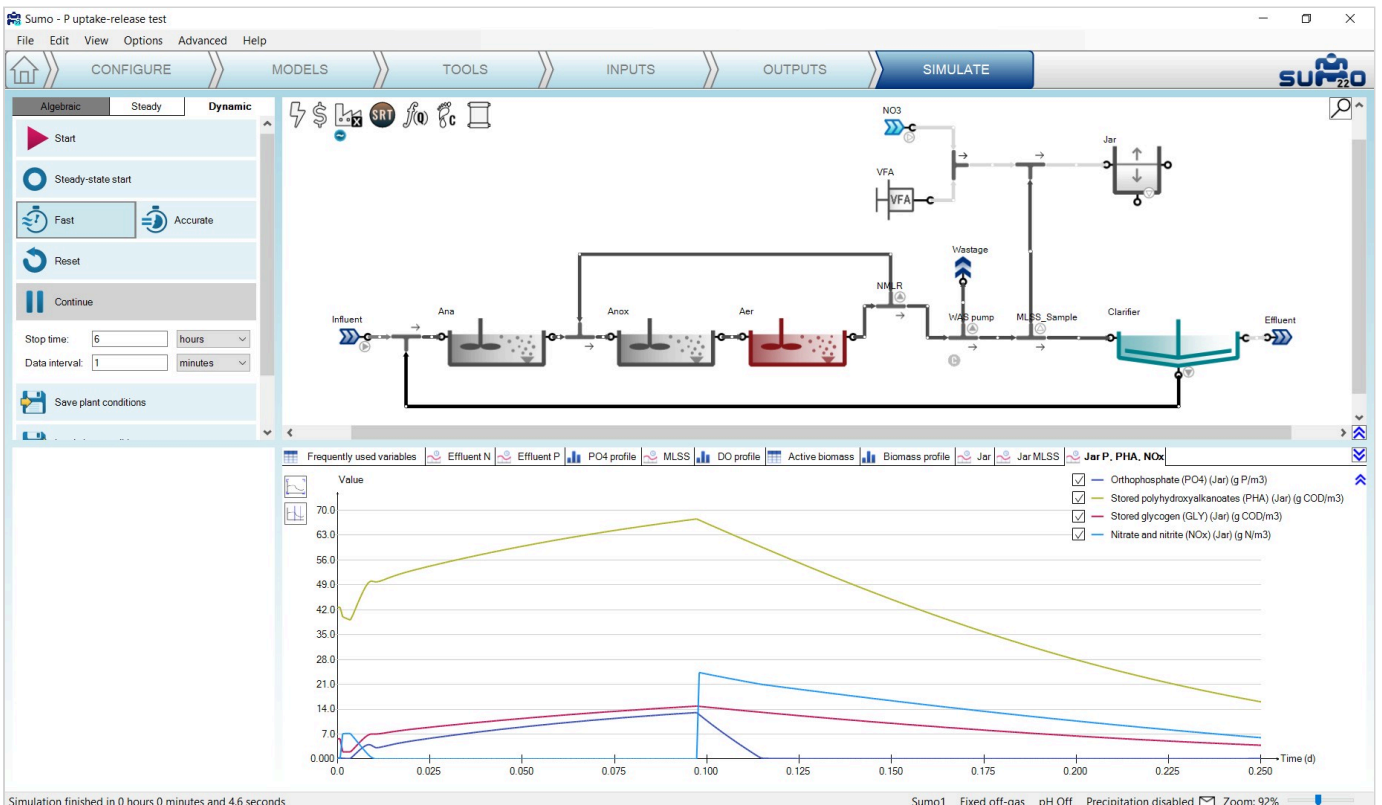 Sumo - P uptake-release test
File Edit View Options Advanced Help
CONFIGURE MODELS TOOLS INPUTS OUTPUTS SIMULATE
SUMO 22
Algebraic Steady Dynamic
Start
Steady-state start
Fast Accurate
Reset
Continue
Stop time: 6 hours
Data interval: 1 minutes
Save plant conditions
$ x SRT f(Q) c
NO3
Jar
VFA
VFA
Wastage
NMLR
Influent Ana Anox Aer WAS pump MLSS_Sample Clarifier Effluent
C
Frequently used variables Effluent N Effluent P PO4 profile MLSS DO profile Active biomass Biomass profile Jar Jar MLSS Jar P, PHA, NOx
Value
Orthophosphate (PO4) (Jar) (g P/m3)
Stored polyhydroxyalkanoates (PHA) (Jar) (g COD/m3)
Stored glycogen (GLY) (Jar) (g COD/m3)
Nitrate and nitrite (NOx) (Jar) (g N/m3)
70.0
63.0
56.0
49.0
42.0
35.0
28.0
21.0
14.0
7.0
0.000
0.0 0.025 0.050 0.075 0.100 0.125 0.150 0.175 0.200 0.225 0.250
Time (d)
Simulation finished in 0 hours 0 minutes and 4.6 seconds
Sumo1 Fixed off-gas pH Off Precipitation disabled Zoom: 92%